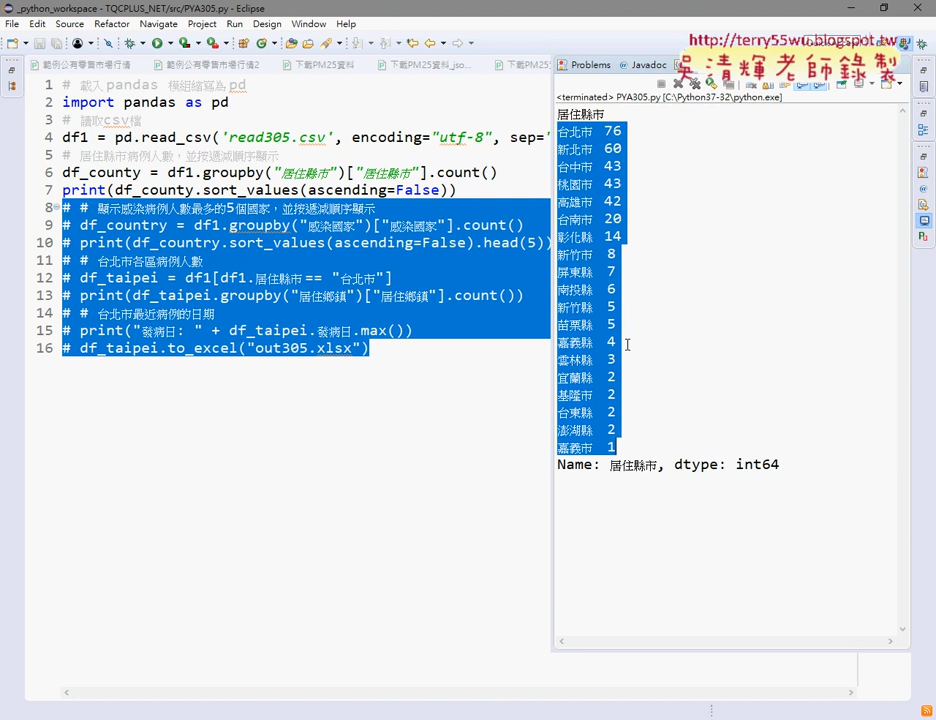 _python_workspace - TQCPLUS_NET/src/PYA305.py - Eclipse
File Edit Source Refactor Navigate Project Run Design Window Help
http://terry55wu.blogspot.tw
吳清輝老師錄製
範例公有零售市場行情 範例公有零售市場行情2 下載PM25資料 下載PM25資料_jso... 下載PM25 Problems Javadoc
<terminated> PYA305.py [C:\Python37-32\python.exe]
1 # 載入pandas 模組縮寫為pd
2 import pandas as pd
3 # 讀取csv檔
4 df1 = pd.read_csv('read305.csv', encoding="utf-8", sep='
5 # 居住縣市病例人數，並按遞減順序顯示
6 df_county = df1.groupby("居住縣市")["居住縣市"].count()
7 print(df_county.sort_values(ascending=False))
8 # # 顯示感染病例人數最多的5個國家，並按遞減順序顯示
9 # df_country = df1.groupby("感染國家")["感染國家"].count()
10 # print(df_country.sort_values(ascending=False).head(5))
11 # # 台北市各區病例人數
12 # df_taipei = df1[df1.居住縣市== "台北市"]
13 # print(df_taipei.groupby("居住鄉鎮")["居住鄉鎮"].count())
14 # # 台北市最近病例的日期
15 # print("發病日: " + df_taipei.發病日.max())
16 # df_taipei.to_excel("out305.xlsx")
居住縣市
台北市 76
新北市 60
台中市 43
桃園市 43
高雄市 42
台南市 20
彰化縣 14
新竹市 8
屏東縣 7
南投縣 6
新竹縣 5
苗栗縣 5
嘉義縣 4
雲林縣 3
宜蘭縣 2
基隆市 2
台東縣 2
澎湖縣 2
嘉義市 1
Name: 居住縣市, dtype: int64